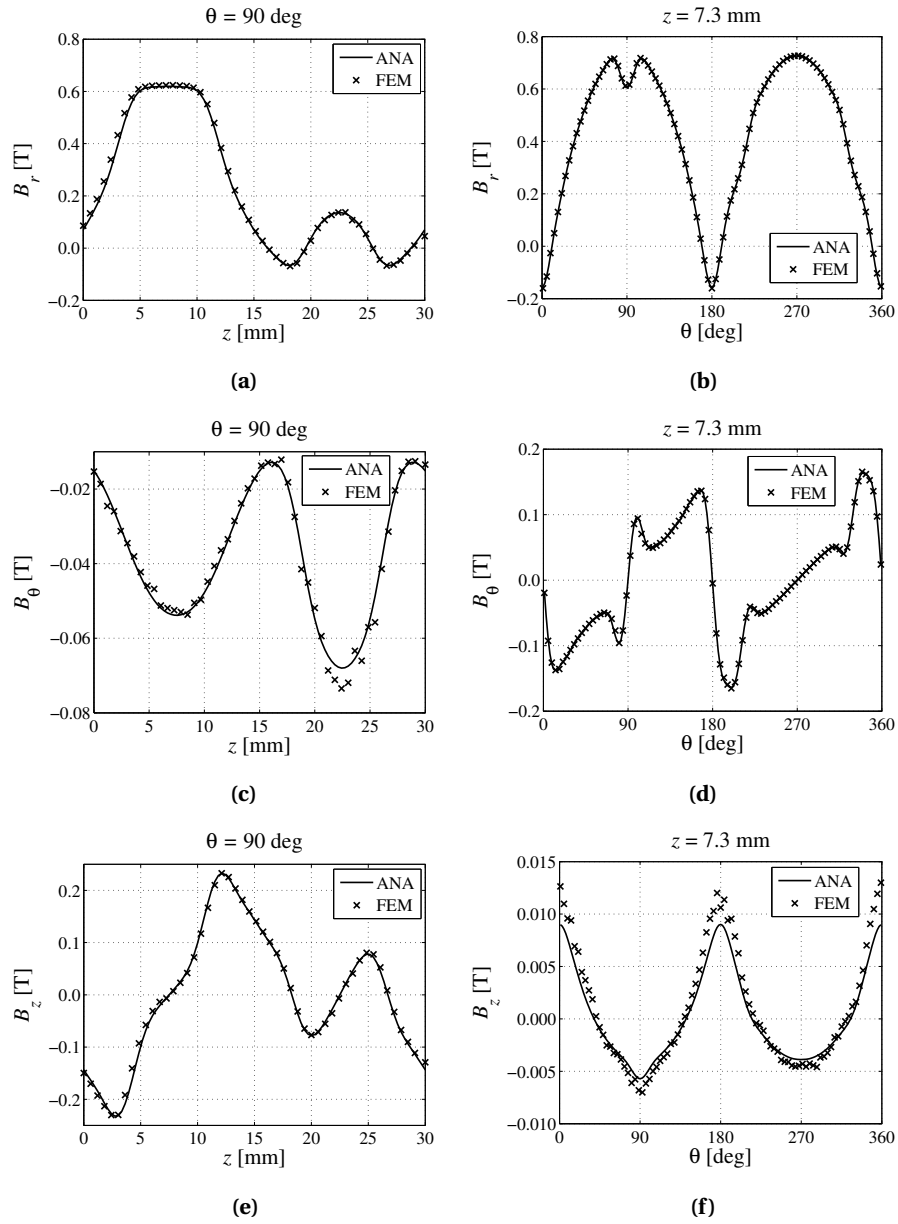 θ = 90 deg
B_r [T]
0.8
0.6
0.4
0.2
0.0
−0.2
0 5 10 15 20 25 30
z [mm]
ANA
FEM
(a)
z = 7.3 mm
B_r [T]
0.8
0.6
0.4
0.2
0.0
−0.2
0 90 180 270 360
θ [deg]
ANA
FEM
(b)
θ = 90 deg
B_θ [T]
−0.02
−0.04
−0.06
−0.08
0 5 10 15 20 25 30
z [mm]
ANA
FEM
(c)
z = 7.3 mm
B_θ [T]
0.2
0.1
0.0
−0.1
−0.2
0 90 180 270 360
θ [deg]
ANA
FEM
(d)
θ = 90 deg
B_z [T]
0.2
0.1
0.0
−0.1
−0.2
0 5 10 15 20 25 30
z [mm]
ANA
FEM
(e)
z = 7.3 mm
B_z [T]
0.015
0.010
0.005
0.000
−0.005
−0.010
0 90 180 270 360
θ [deg]
ANA
FEM
(f)